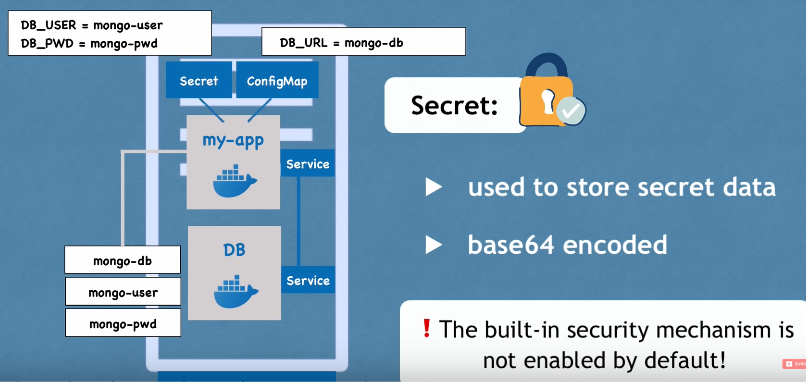 DB_USER = mongo-user
DB_PWD = mongo-pwd
DB_URL = mongo-db
Secret
ConfigMap
my-app
Service
DB
Service
mongo-db
mongo-user
mongo-pwd
Secret:
used to store secret data
base64 encoded
! The built-in security mechanism is
not enabled by default!